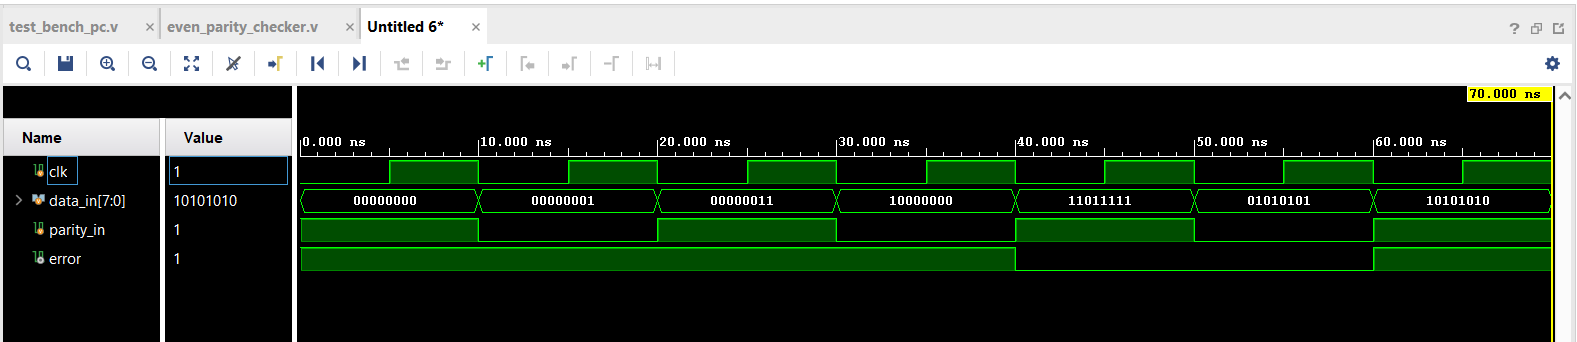 test_bench_pc.v × even_parity_checker.v × Untitled 6* ×
70.000 ns
Name Value
0.000 ns 10.000 ns 20.000 ns 30.000 ns 40.000 ns 50.000 ns 60.000 ns
clk 1
data_in[7:0] 10101010 00000000 00000001 00000011 10000000 11011111 01010101 10101010
parity_in 1
error 1